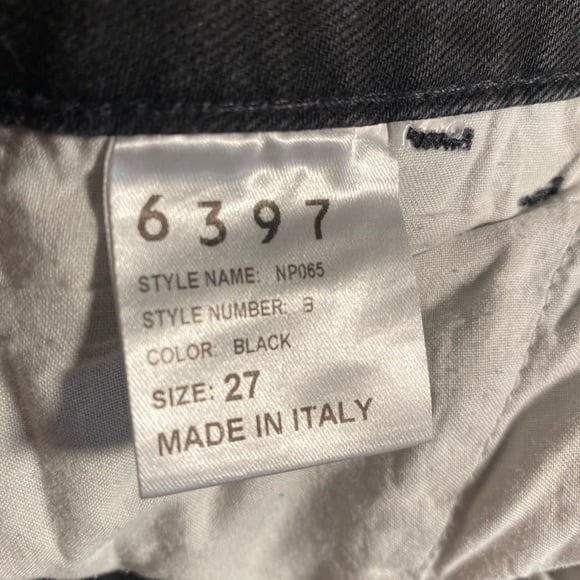 6397
STYLE NAME: NP065
STYLE NUMBER: B
COLOR: BLACK
SIZE: 27
MADE IN ITALY